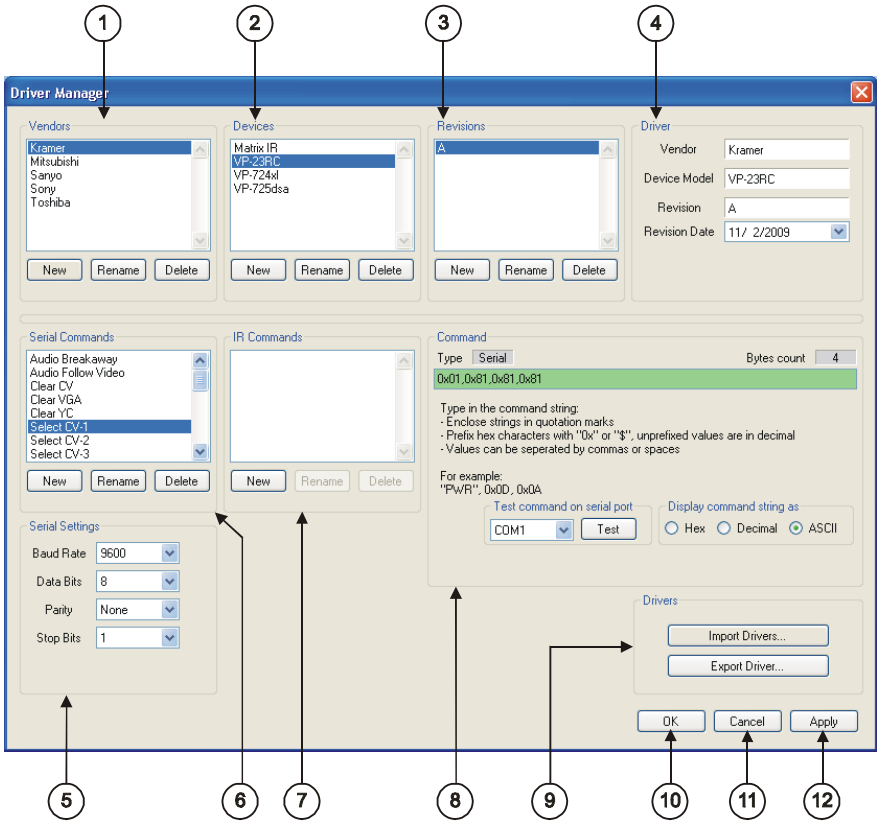 1 2 3 4
Driver Manager
Vendors
Kramer
Mitsubishi
Sanyo
Sony
Toshiba
New Rename Delete
Devices
Matrix IR
VP-23RC
VP-724xl
VP-725dsa
New Rename Delete
Revisions
A
New Rename Delete
Driver
Vendor Kramer
Device Model VP-23RC
Revision A
Revision Date 11/ 2/2009
Serial Commands
Audio Breakaway
Audio Follow Video
Clear CV
Clear VGA
Clear YC
Select CV-1
Select CV-2
Select CV-3
New Rename Delete
IR Commands
New Rename Delete
Command
Type Serial Bytes count 4
0x01,0x81,0x81,0x81
Type in the command string:
- Enclose strings in quotation marks
- Prefix hex characters with "0x" or "$", unprefixed values are in decimal
- Values can be seperated by commas or spaces
For example:
"PWR", 0x0D, 0x0A
Test command on serial port
COM1 Test
Display command string as
Hex Decimal ASCII
Serial Settings
Baud Rate 9600
Data Bits 8
Parity None
Stop Bits 1
Drivers
Import Drivers...
Export Driver...
OK Cancel Apply
5 6 7 8 9 10 11 12